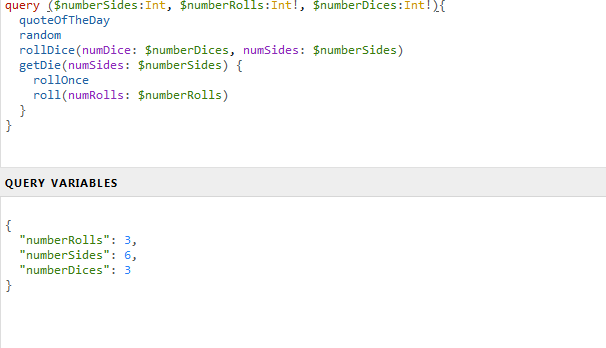 query ($numberSides:Int, $numberRolls:Int!, $numberDices:Int!){
  quoteOfTheDay
  random
  rollDice(numDice: $numberDices, numSides: $numberSides)
  getDie(numSides: $numberSides) {
    rollOnce
    roll(numRolls: $numberRolls)
  }
}
QUERY VARIABLES
{
  "numberRolls": 3,
  "numberSides": 6,
  "numberDices": 3
}